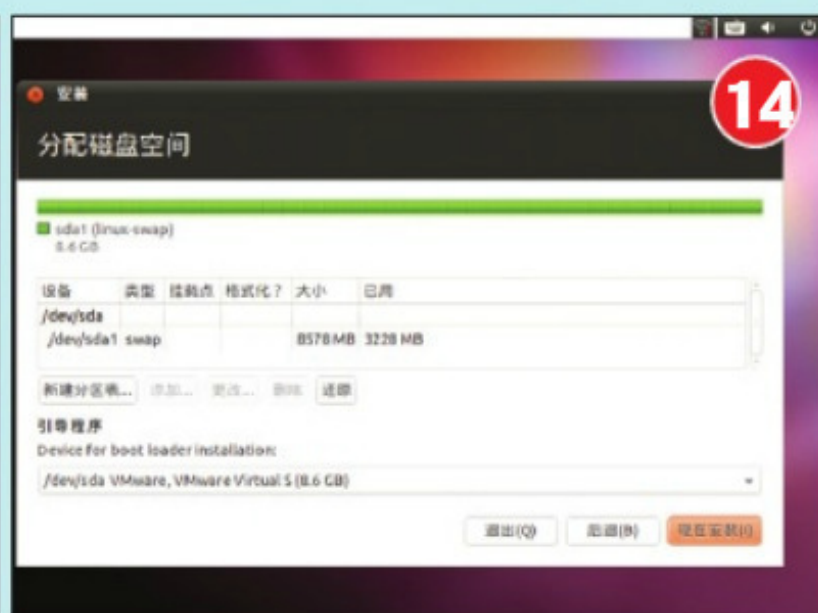 14
安装
分配磁盘空间
sda1 (linux-swap)
8.6 GB
设备 类型 挂载点 格式化? 大小 已用
/dev/sda
/dev/sda1 swap 8578 MB 3228 MB
新建分区表... 添加... 更改... 删除 还原
引导程序
Device for boot loader installation:
/dev/sda VMware, VMware Virtual S (8.6 GB)
退出(Q) 后退(B) 现在安装(I)